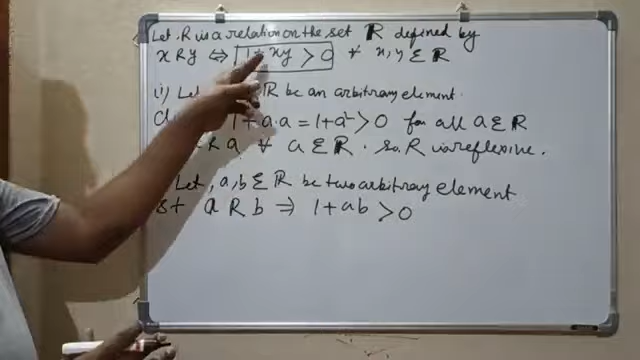 Let, R is a relation on the set R defined by
x R y ⇔ 1+xy > 0 ∀ x, y Σ R
(i) Let R be an arbitrary element.
Cl 1+a.a = 1+a² > 0 for all a Σ R
R a, ∀ a Σ R. So, R is reflexive.
Let, a, b Σ R be two arbitrary element
st a R b ⇒ 1+ab > 0